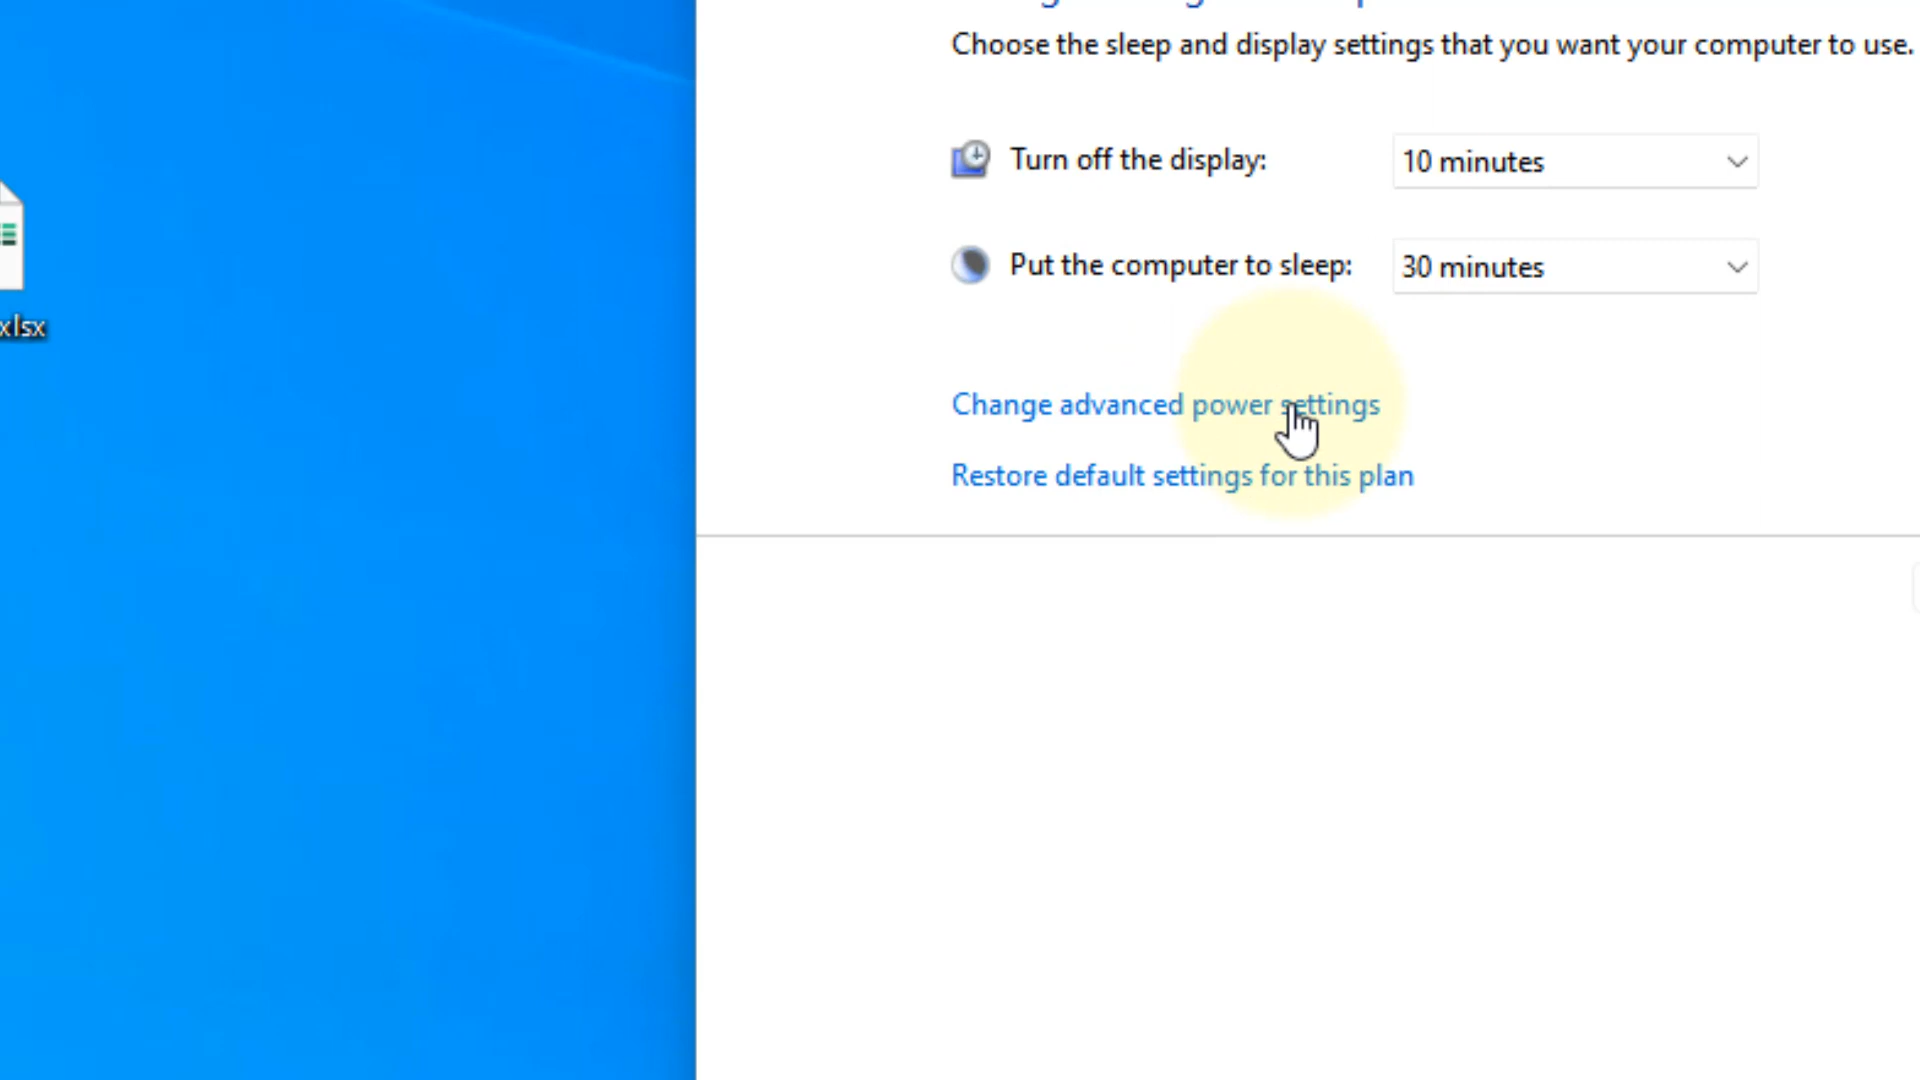 Choose the sleep and display settings that you want your computer to use.
Turn off the display:
10 minutes
Put the computer to sleep:
30 minutes
xlsx
Change advanced power settings
Restore default settings for this plan